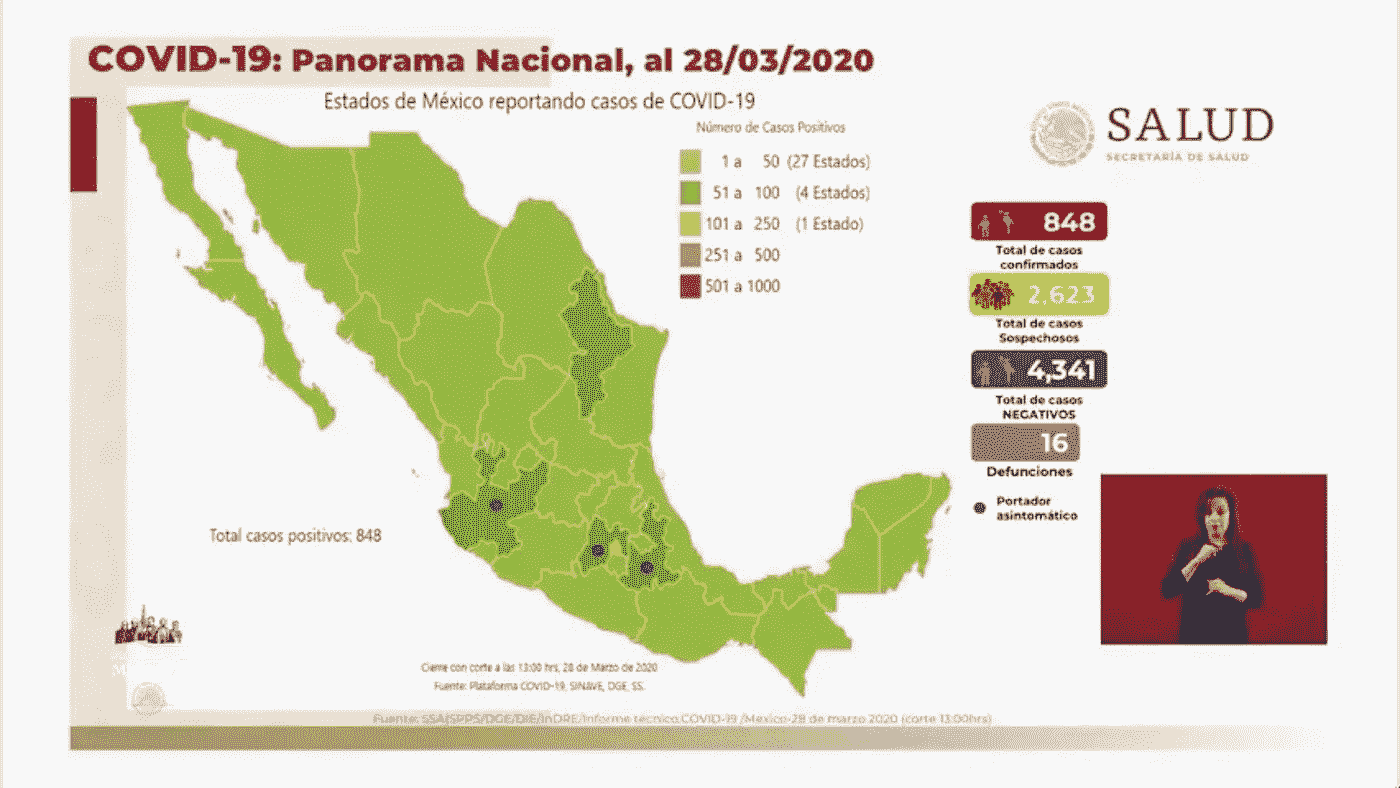 COVID-19: Panorama Nacional, al 28/03/2020
Estados de México reportando casos de COVID-19
Número de Casos Positivos
1 a 50 (27 Estados)
51 a 100 (4 Estados)
101 a 250 (1 Estado)
251 a 500
501 a 1000
SALUD
SECRETARÍA DE SALUD
848
Total de casos
confirmados
2,623
Total de casos
Sospechosos
4,341
Total de casos
NEGATIVOS
16
Defunciones
Portador
asintomático
Total casos positivos: 848
Cierre con corte a las 13:00 hrs, 28 de Marzo de 2020
Fuente: Plataforma COVID-19, SINAVE, DGE, SS.
Fuente: SSA(SPPS/DGE/DIE/InDRE/Informe técnico.COVID-19 /México-28 de marzo 2020 (corte 13:00hrs)